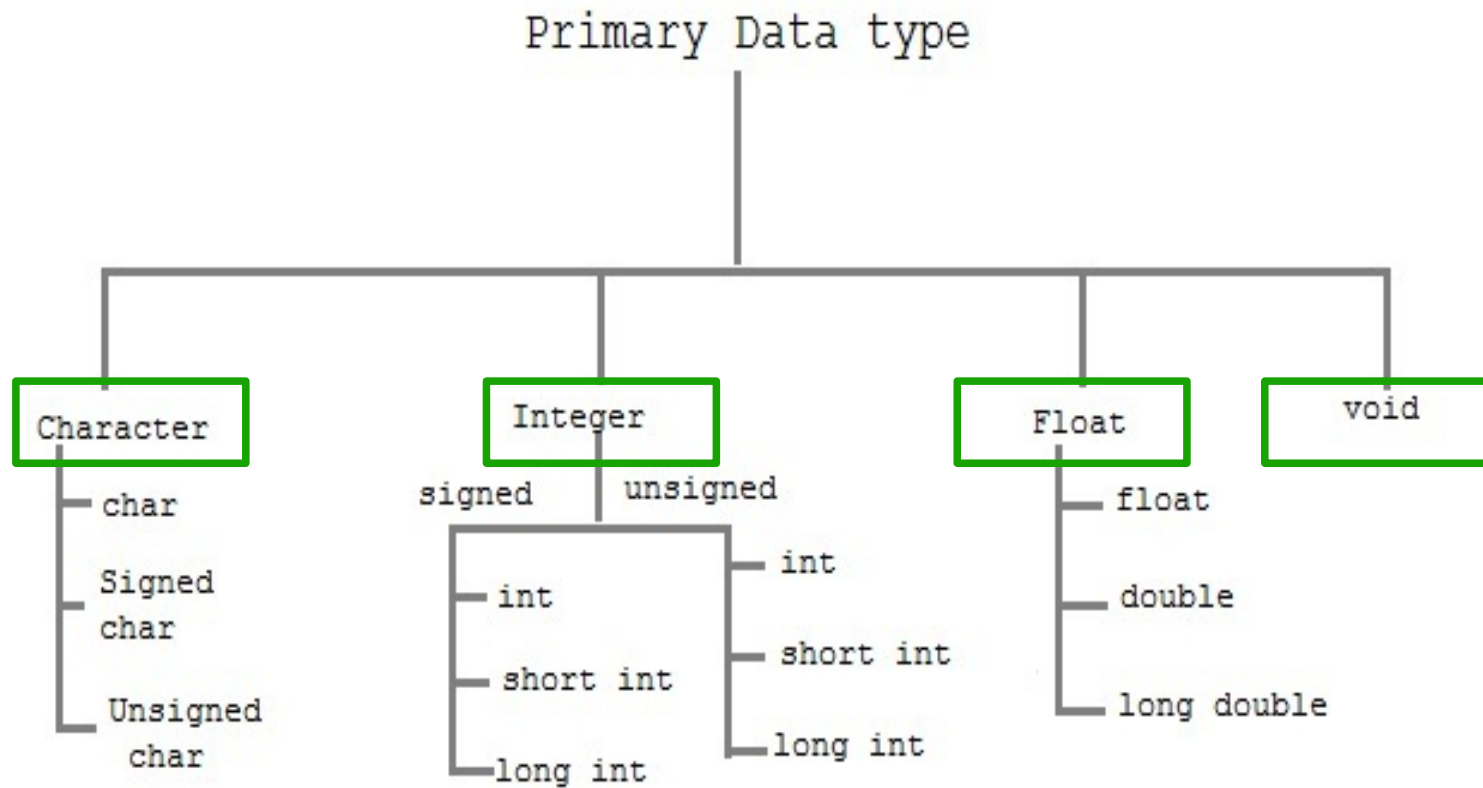 Primary Data type
Character
char
Signed
char
Unsigned
char
Integer
signed
int
short int
long int
unsigned
int
short int
long int
Float
float
double
long double
void